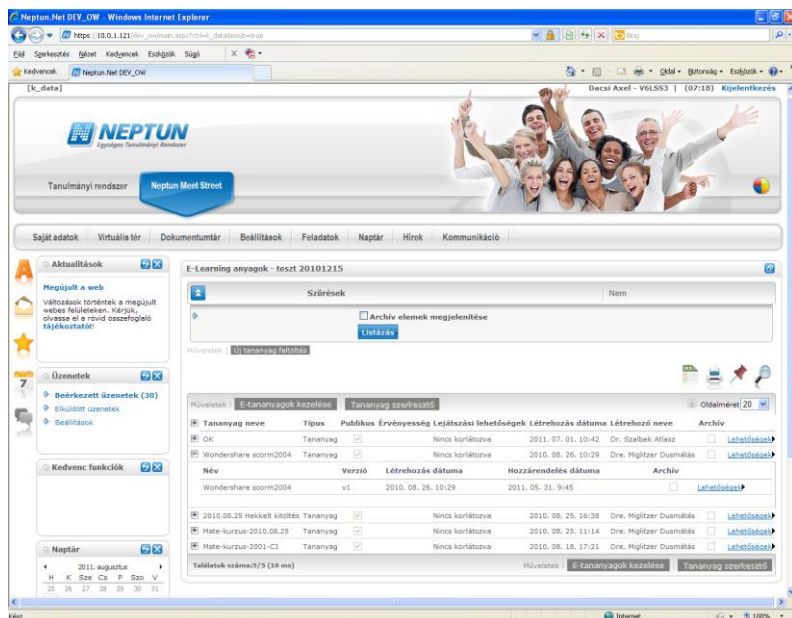 Neptun.Net DEV_OW - Windows Internet Explorer
https://10.0.1.121/dev_ow/main.aspx?ctrl=k_data&issub=true
Bing
Fájl Szerkesztés Nézet Kedvencek Eszközök Súgó
Kedvencek Neptun.Net DEV_OW Oldal Biztonság Eszközök
[k_data] Dacsi Axel - V6LSS3 | (07:18) Kijelentkezés
NEPTUN
Egységes Tanulmányi Rendszer
Tanulmányi rendszer Neptun Meet Street
Saját adatok Virtuális tér Dokumentumtár Beállítások Feladatok Naptár Hírek Kommunikáció
Aktualitások
Megújult a web
Változások történtek a megújult
webes felületeken. Kérjük,
olvassa el a rövid összefoglaló
tájékoztatót!
Üzenetek
Beérkezett üzenetek (30)
Elküldött üzenetek
Beállítások
Kedvenc funkciók
Naptár
2011. augusztus
H K Sze Cs P Szo V
25 26 27 28 29 30 31
7
E-Learning anyagok - teszt 20101215
Szűrések Nem
Archív elemek megjelenítése
Listázás
Műveletek Új tananyag feltöltés
Műveletek E-tananyagok kezelése Tananyag szerkesztő Oldalméret 20
Tananyag neve Típus Publikus Érvényesség Lejátszási lehetőségek Létrehozás dátuma Létrehozó neve Archív
OK Tananyag Nincs korlátozva 2011. 07. 01. 10:42 Dr. Szalbek Atlasz Lehetőségek
Wondershare scorm2004 Tananyag Nincs korlátozva 2010. 08. 26. 10:29 Dre. Miglitzer Dusmátás Lehetőségek
Név Verzió Létrehozás dátuma Hozzárendelés dátuma Archív
Wondershare scorm2004 v1 2010. 08. 26. 10:29 2011. 05. 31. 9:45 Lehetőségek
2010.08.25 Hekkelt kitöltés Tananyag Nincs korlátozva 2010. 08. 25. 16:38 Dre. Miglitzer Dusmátás Lehetőségek
Mate-kurzus-2010.08.25 Tananyag Nincs korlátozva 2010. 08. 25. 11:14 Dre. Miglitzer Dusmátás Lehetőségek
Mate-kurzus-2001-CI Tananyag Nincs korlátozva 2010. 08. 18. 17:21 Dre. Miglitzer Dusmátás Lehetőségek
Találatok száma:5/5 (16 ms) Műveletek E-tananyagok kezelése Tananyag szerkesztő
Kész Internet 100%